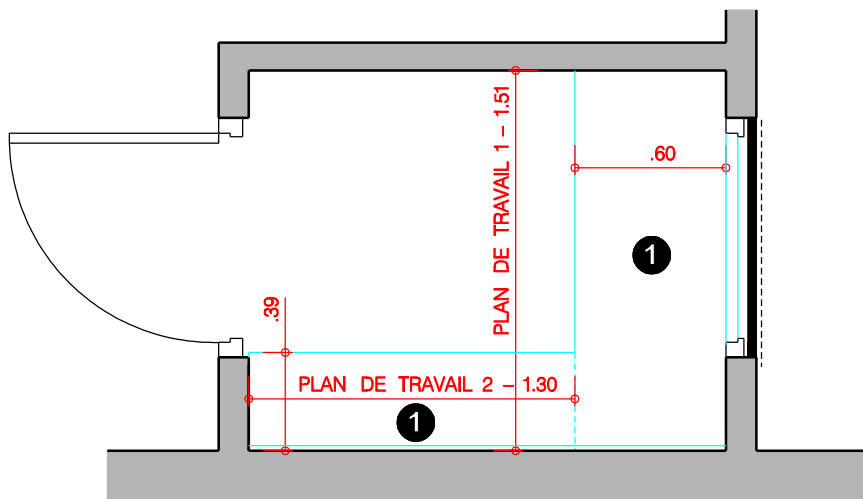 PLAN DE TRAVAIL 1 - 1.51
.60
1
.39
PLAN DE TRAVAIL 2 - 1.30
1